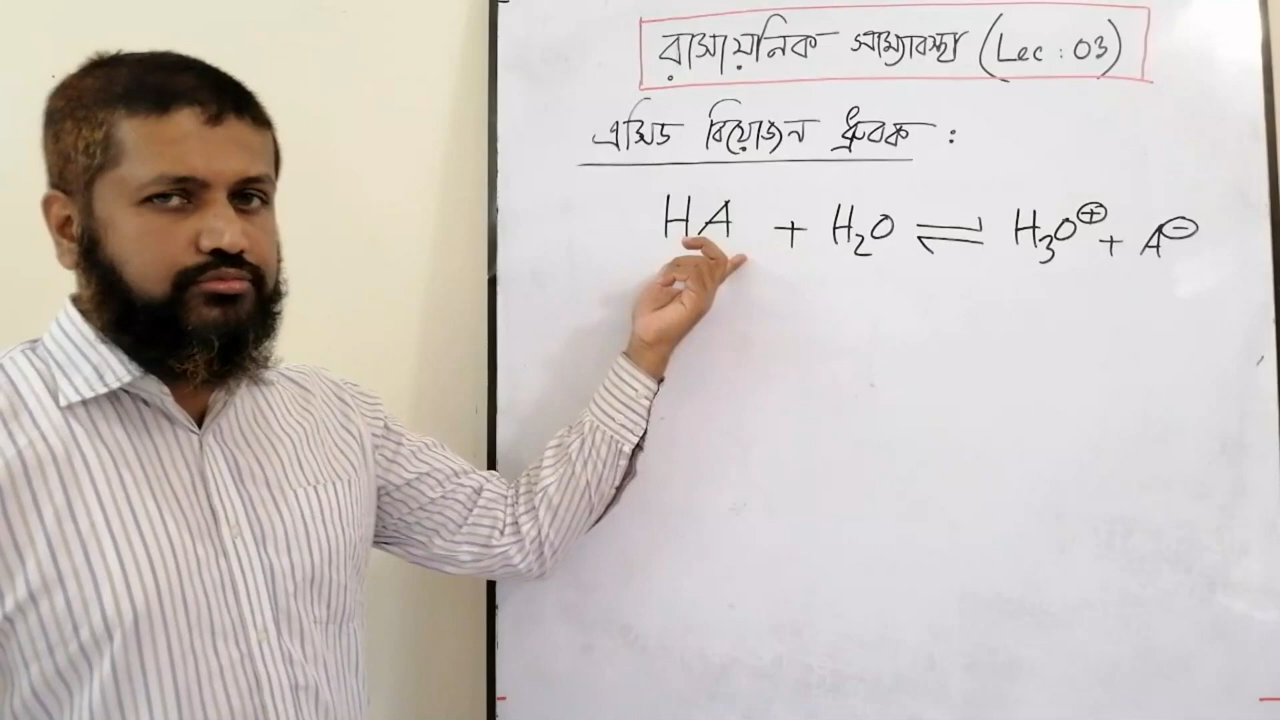 রাসায়নিক সাম্যাবস্থা (Lec : 03)
এসিড বিয়োজন ধ্রুবক :
HA + H₂O ⇌ H₃O⊕ + A⊖